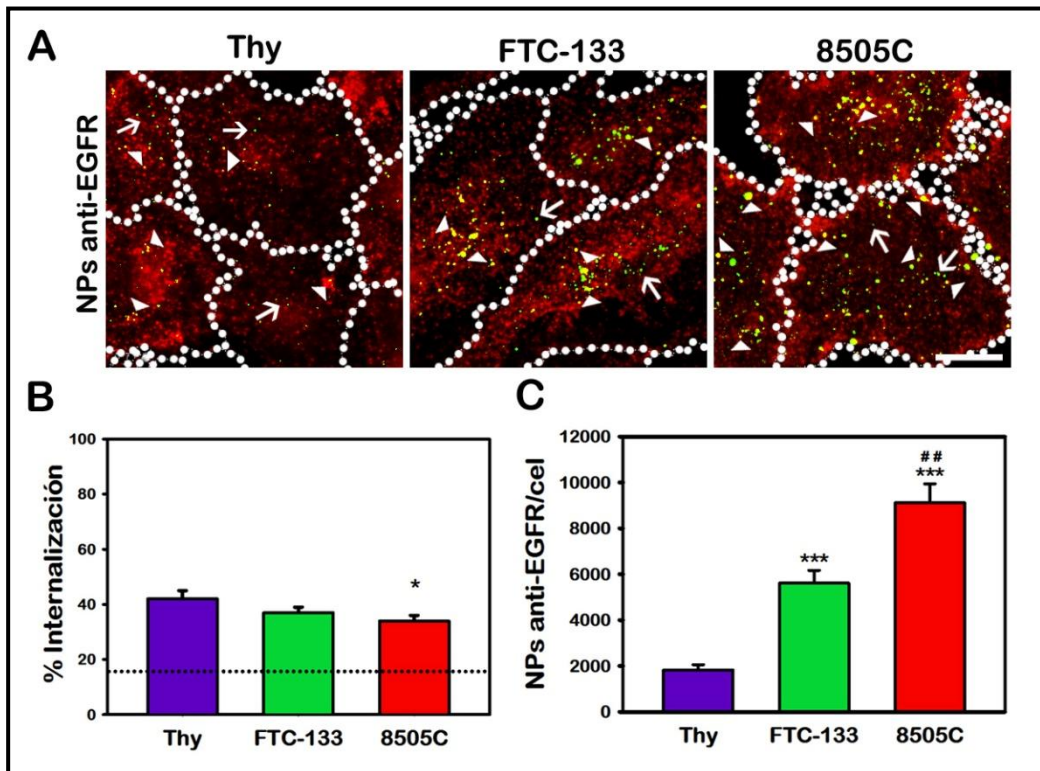 A
Thy
FTC-133
8505C
NPs anti-EGFR
B
% Internalización
100
80
60
40
20
0
*
Thy
FTC-133
8505C
C
NPs anti-EGFR/cel
12000
10000
8000
6000
4000
2000
0
***
##
***
Thy
FTC-133
8505C